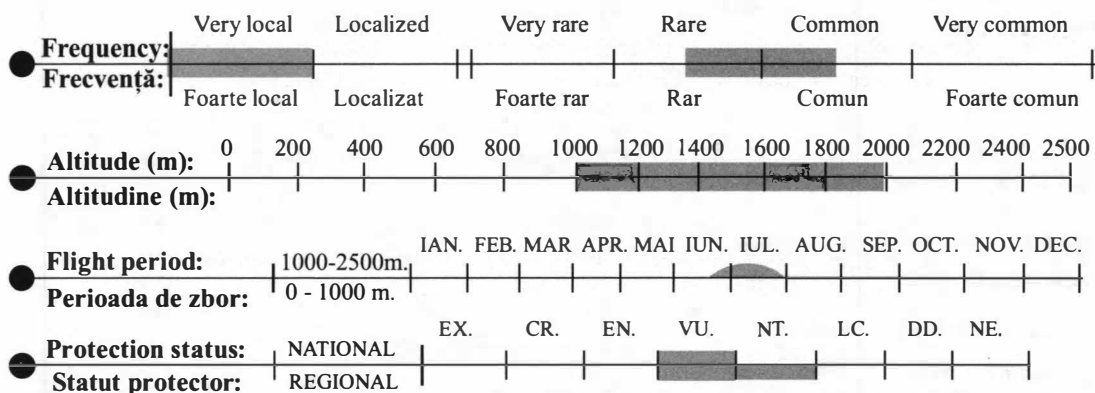 Very local Localized Very rare Rare Common Very common
Frequency:
Frecvență:
Foarte local Localizat Foarte rar Rar Comun Foarte comun
0 200 400 600 800 1000 1200 1400 1600 1800 2000 2200 2400 2500
Altitude (m):
Altitudine (m):
IAN. FEB. MAR APR. MAI IUN. IUL. AUG. SEP. OCT. NOV. DEC.
Flight period: 1000-2500m.
Perioada de zbor: 0 - 1000 m.
EX. CR. EN. VU. NT. LC. DD. NE.
Protection status: NATIONAL
Statut protector: REGIONAL